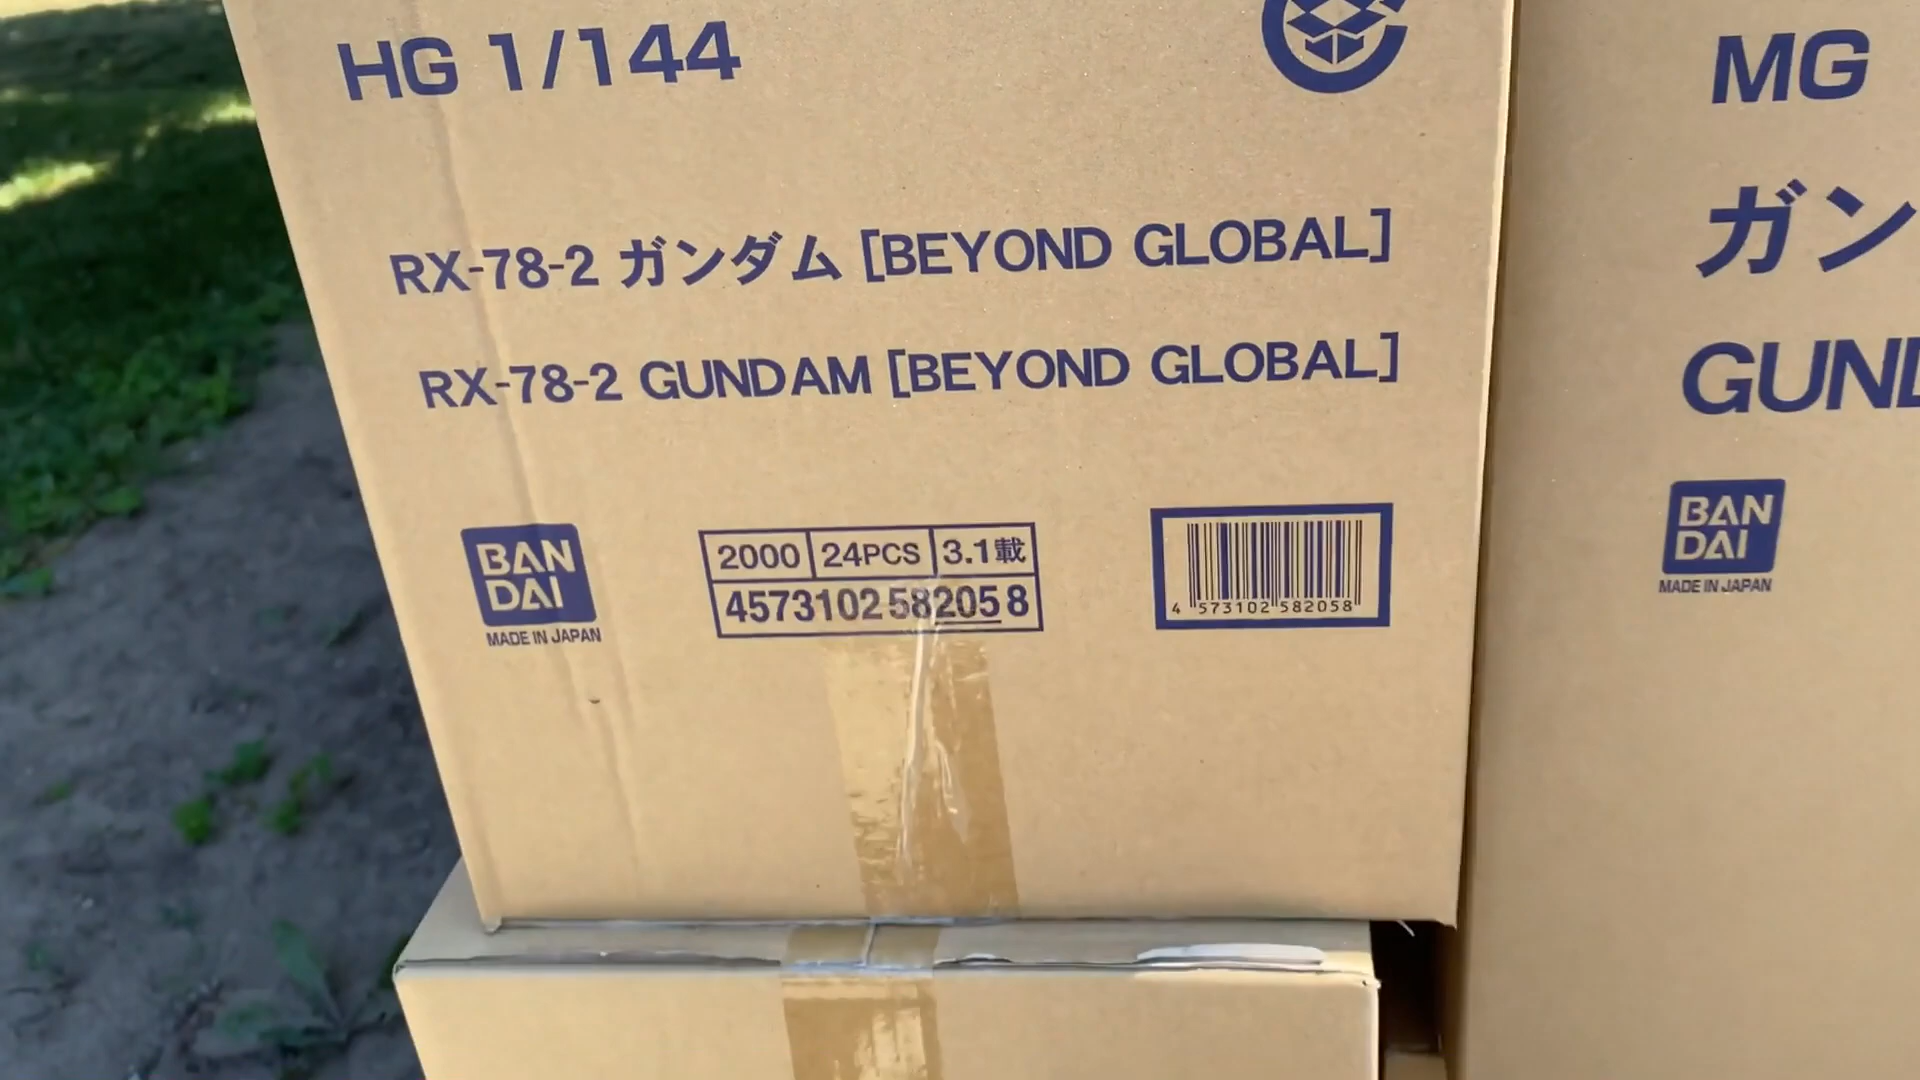 HG 1/144
RX-78-2 ガンダム [BEYOND GLOBAL]
RX-78-2 GUNDAM [BEYOND GLOBAL]
BAN
DAI
MADE IN JAPAN
2000 24PCS 3.1載
4573102 582058
4 573102 582058
MG
ガン
GUND
BAN
DAI
MADE IN JAPAN